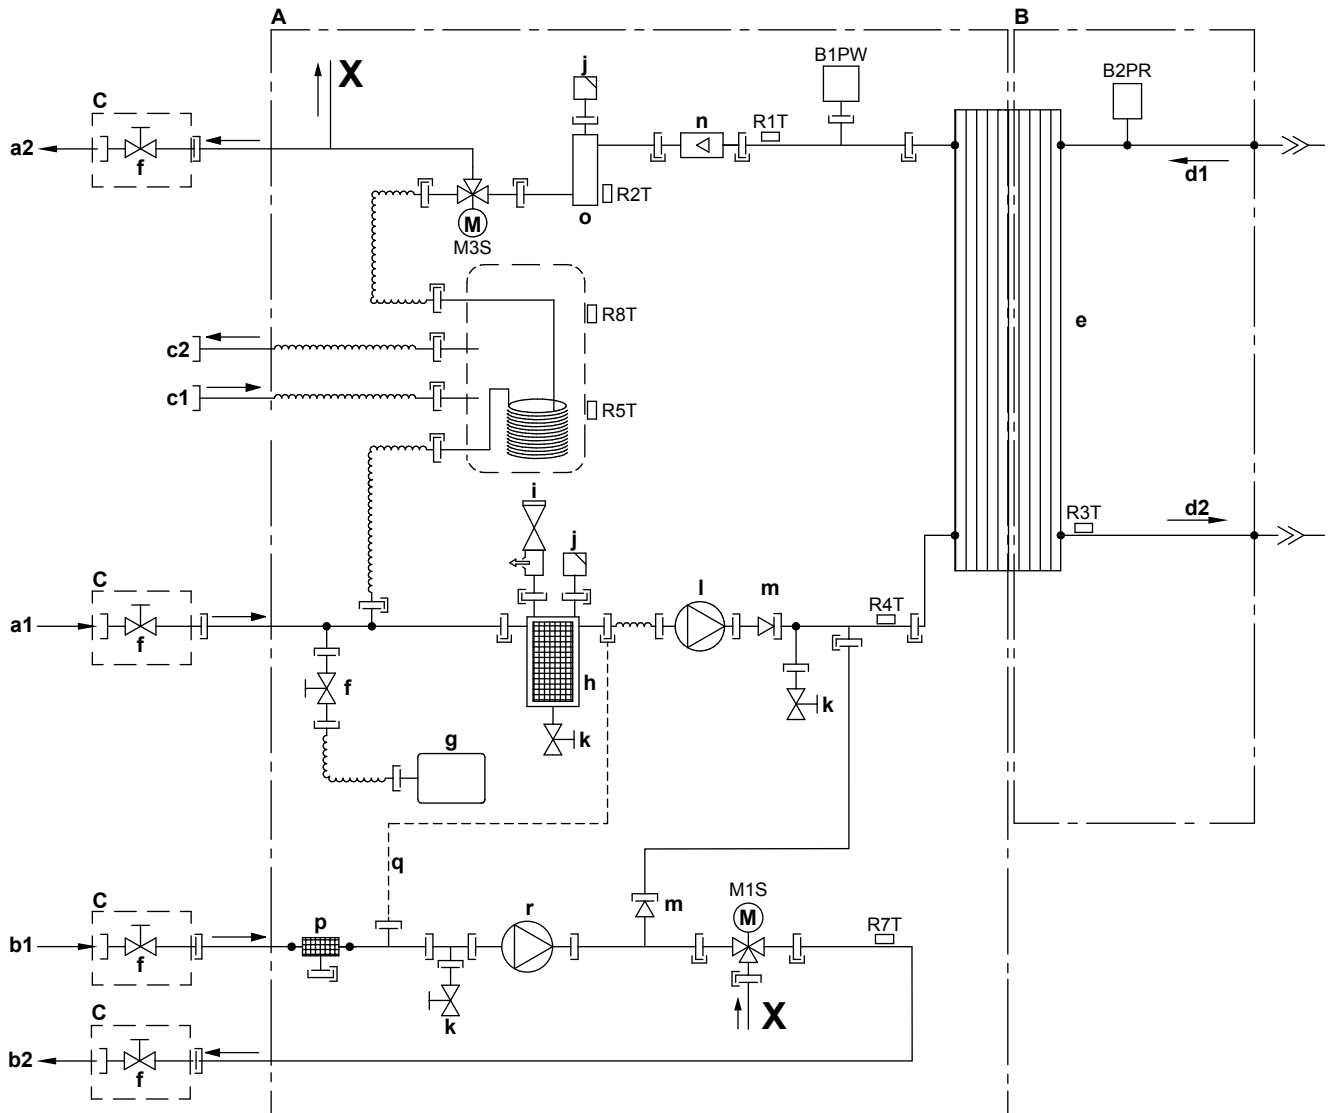 A
B
X
j
B1PW
B2PR
C
n
R1T
a2
f
d1
R2T
o
M
M3S
R8T
e
c2
c1
R5T
i
R3T
d2
j
C
l
m
R4T
a1
f
f
h
k
k
g
q
M1S
C
p
r
m
M
R7T
b1
f
X
k
C
b2
f